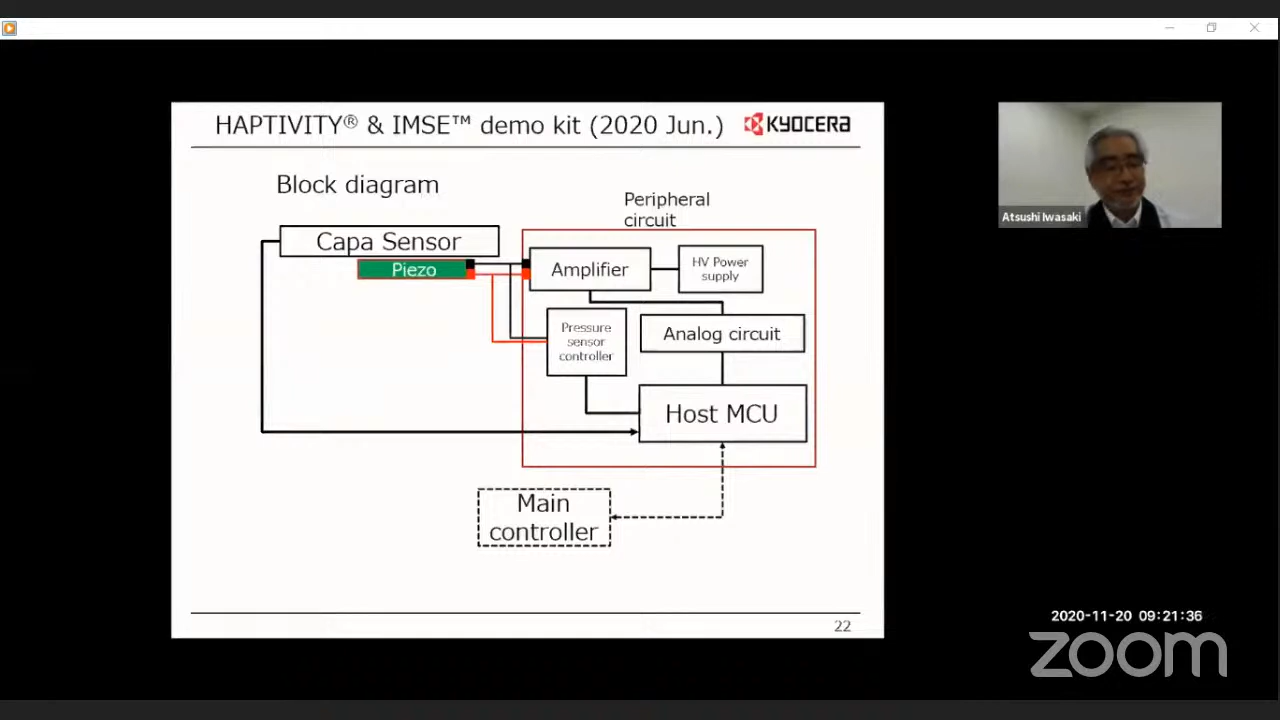 HAPTIVITY® & IMSE™ demo kit (2020 Jun.)
KYOCERA
Block diagram
Peripheral
circuit
Capa Sensor
Piezo
Amplifier
HV Power
supply
Pressure
sensor
controller
Analog circuit
Host MCU
Main
controller
22
Atsushi Iwasaki
2020-11-20 09:21:36
zoom